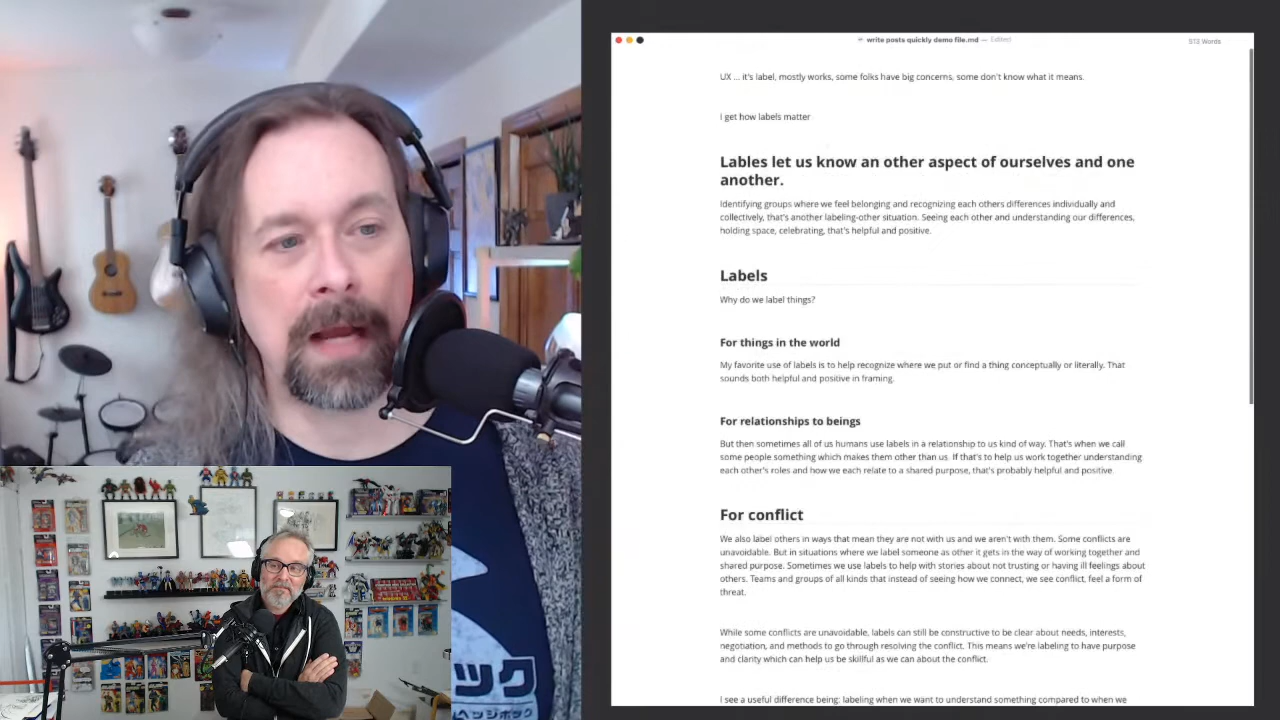 write posts quickly demo file.md — Edited
572 Words
UX ... it's label, mostly works, some folks have big concerns, some don't know what it means.
I get how labels matter
Lables let us know an other aspect of ourselves and one
another.
Identifying groups where we feel belonging and recognizing each others differences individually and
collectively, that's another labeling-other situation. Seeing each other and understanding our differences,
holding space, celebrating, that's helpful and positive.
Labels
Why do we label things?
For things in the world
My favorite use of labels is to help recognize where we put or find a thing conceptually or literally. That
sounds both helpful and positive in framing.
For relationships to beings
But then sometimes all of us humans use labels in a relationship to us kind of way. That's when we call
some people something which makes them other than us. If that's to help us work together understanding
each other's roles and how we each relate to a shared purpose, that's probably helpful and positive.
For conflict
We also label others in ways that mean they are not with us and we aren't with them. Some conflicts are
unavoidable. But in situations where we label someone as other it gets in the way of working together and
shared purpose. Sometimes we use labels to help with stories about not trusting or having ill feelings about
others. Teams and groups of all kinds that instead of seeing how we connect, we see conflict, feel a form of
threat.
While some conflicts are unavoidable, labels can still be constructive to be clear about needs, interests,
negotiation, and methods to go through resolving the conflict. This means we're labeling to have purpose
and clarity which can help us be skillful as we can about the conflict.
I see a useful difference being: labeling when we want to understand something compared to when we